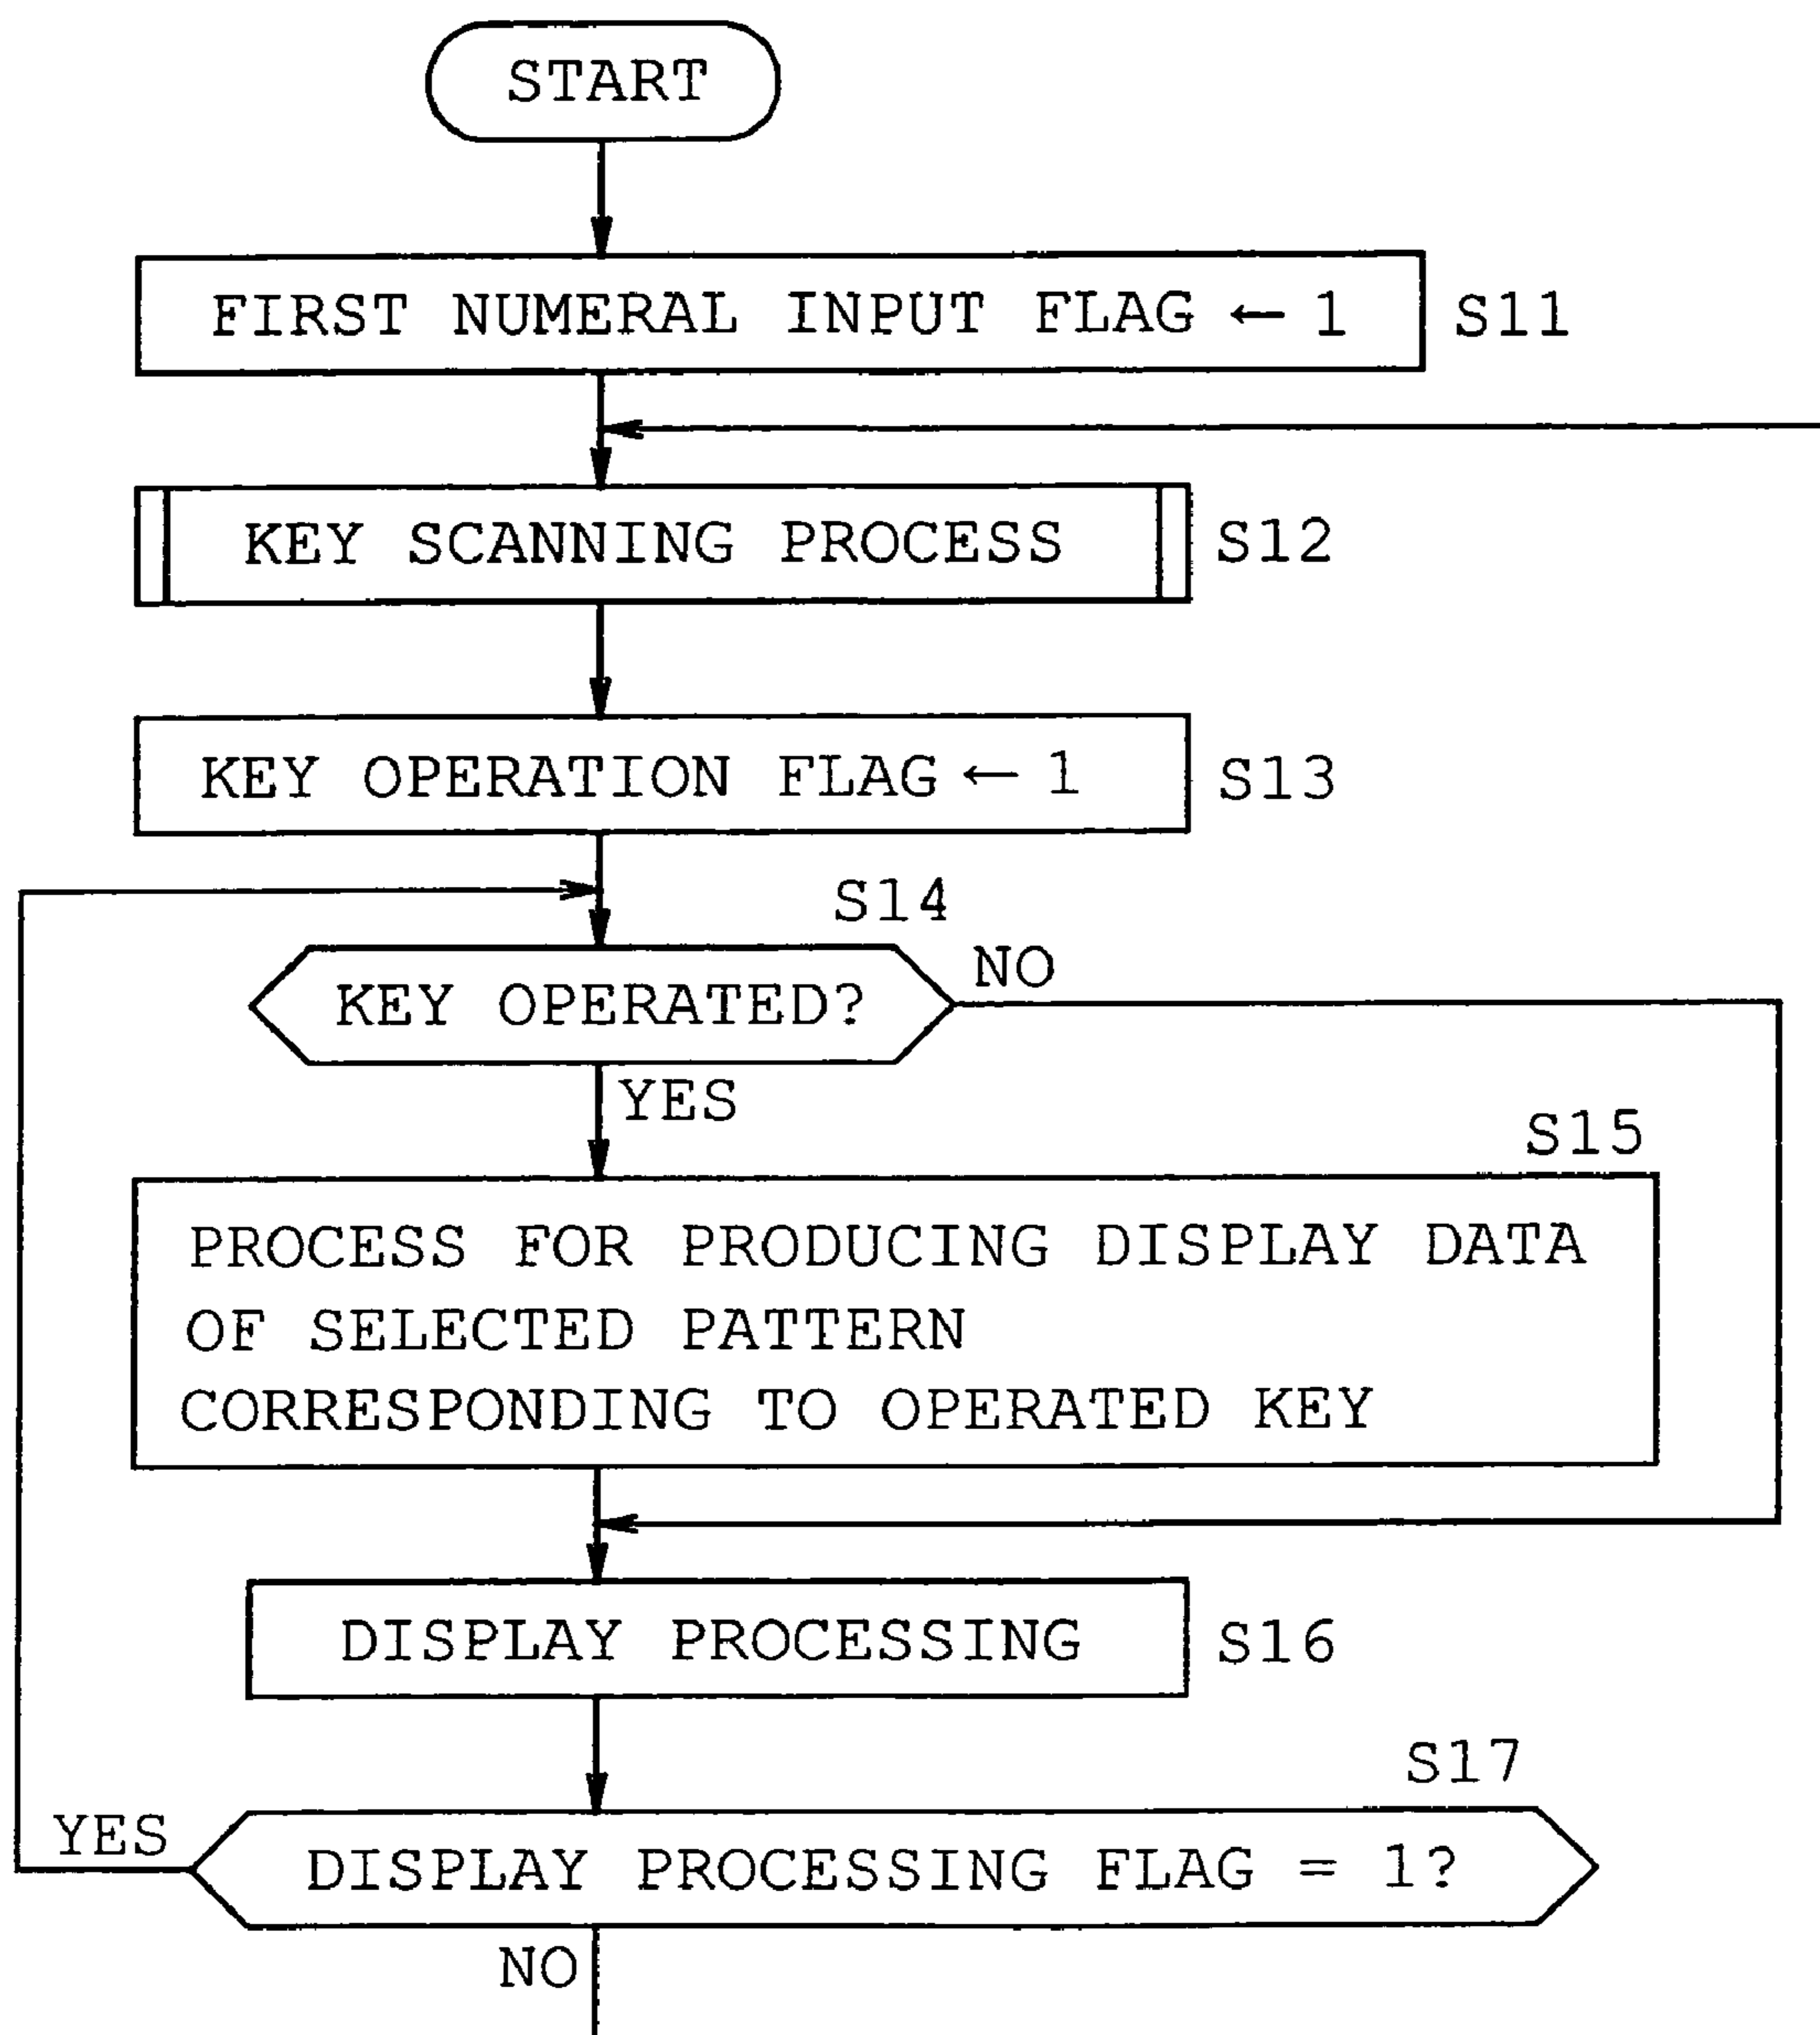 START
FIRST NUMERAL INPUT FLAG ← 1 S11
KEY SCANNING PROCESS S12
KEY OPERATION FLAG ← 1 S13
S14
KEY OPERATED? NO
YES
S15
PROCESS FOR PRODUCING DISPLAY DATA
OF SELECTED PATTERN
CORRESPONDING TO OPERATED KEY
DISPLAY PROCESSING S16
S17
YES
DISPLAY PROCESSING FLAG = 1?
NO